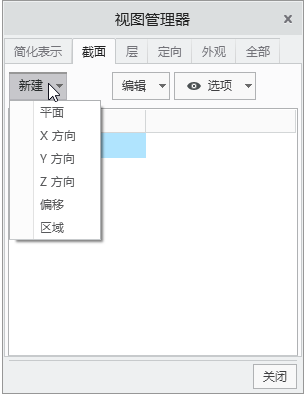 视图管理器
简化表示 截面 层 定向 外观 全部
新建 编辑 选项
平面
X 方向
Y 方向
Z 方向
偏移
区域
关闭